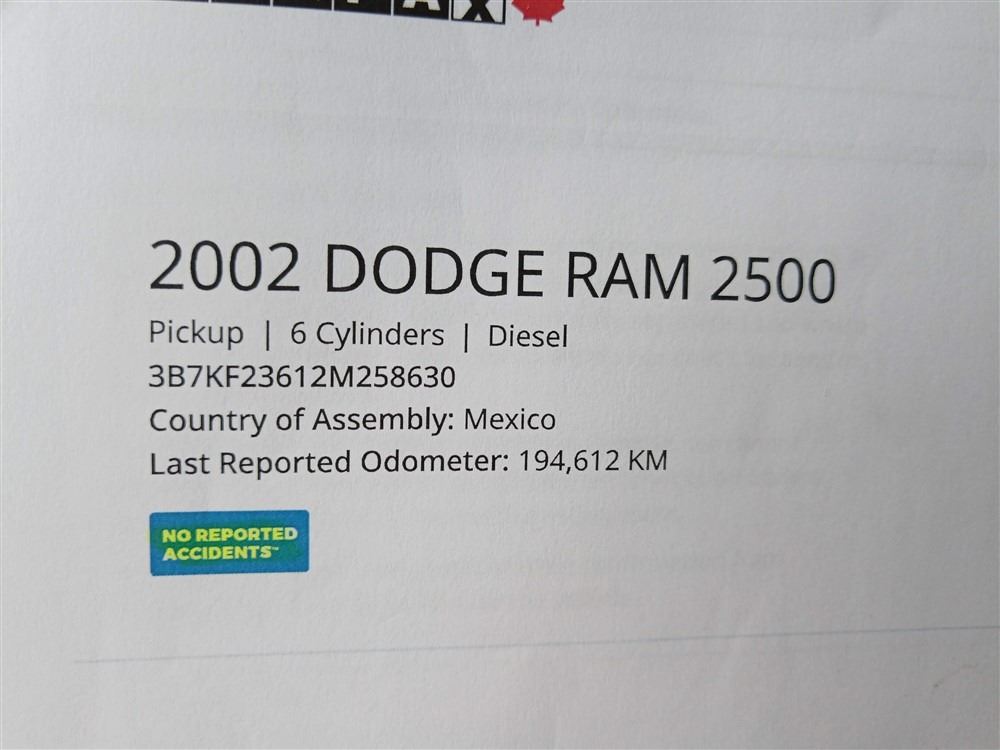 AX
2002 DODGE RAM 2500
Pickup | 6 Cylinders | Diesel
3B7KF23612M258630
Country of Assembly: Mexico
Last Reported Odometer: 194,612 KM
NO REPORTED
ACCIDENTS™